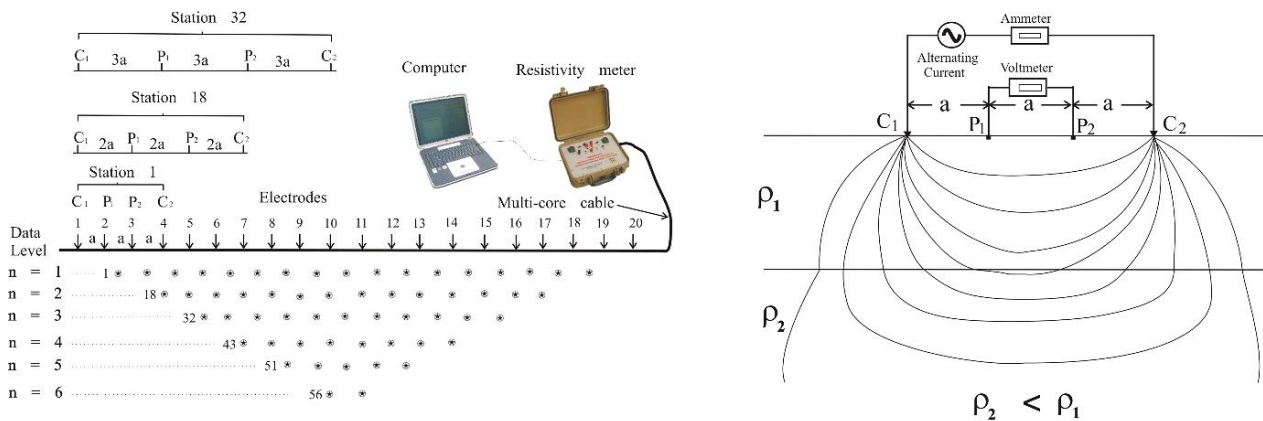 Station 32
C₁ 3a P₁ 3a P₂ 3a C₂
Station 18
C₁ 2a P₁ 2a P₂ 2a C₂
Station 1
C₁ P₁ P₂ C₂
Computer
Resistivity meter
Electrodes
Multi-core cable
1 2 3 4 5 6 7 8 9 10 11 12 13 14 15 16 17 18 19 20
a a a
Data
Level
n = 1 1
n = 2 18
n = 3 32
n = 4 43
n = 5 51
n = 6 56
Ammeter
Alternating
Current
Voltmeter
a a a
C₁ P₁ P₂ C₂
ρ₁
ρ₂
ρ₂ < ρ₁